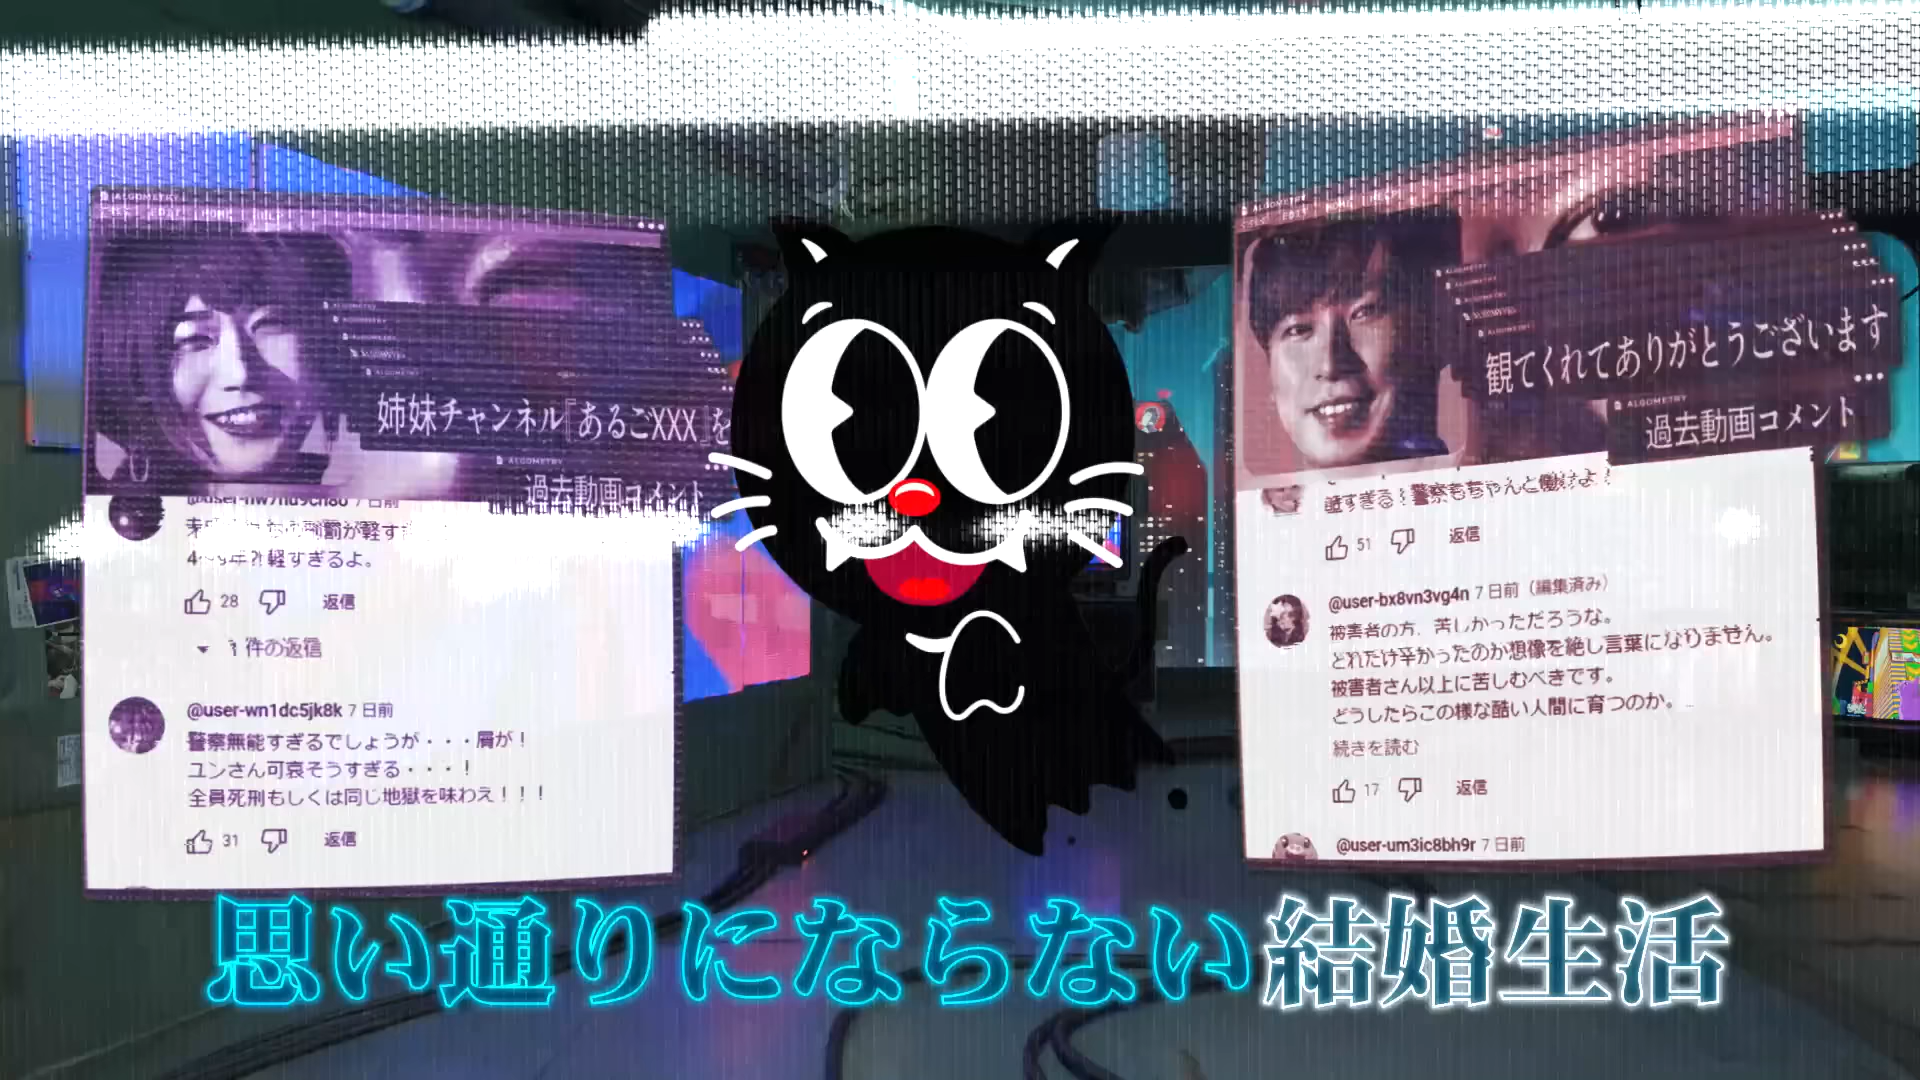 ALGOMETRY
姉妹チャンネル『あるごXXX』を
ALGOMETRY
過去動画コメント
7日前
4〜9年?!軽すぎるよ。
28
返信
1件の返信
@user-wn1dc5jk8k 7日前
警察無能すぎるでしょうが・・・屑が!
ユンさん可哀そうすぎる・・・!
全員死刑もしくは同じ地獄を味わえ!!!
31
返信
ALGOMETRY
観てくれてありがとうございます
ALGOMETRY
過去動画コメント
51
返信
@user-bx8vn3vg4n 7日前(編集済み)
被害者の方、苦しかっただろうな。
どれだけ辛かったのか想像を絶し言葉になりません。
被害者さん以上に苦しむべきです。
どうしたらこの様な酷い人間に育つのか。
続きを読む
17
返信
@user-um3ic8bh9r 7日前
思い通りにならない結婚生活